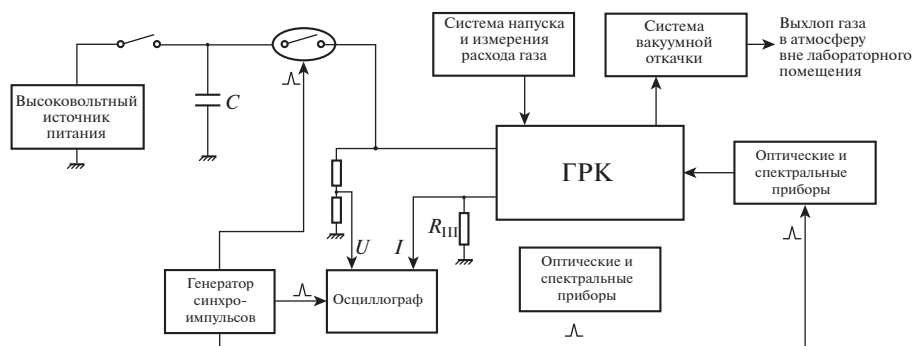 Система напуска
и измерения
расхода газа
Система
вакуумной
откачки
Выхлоп газа
в атмосферу
вне лабораторного
помещения
Высоковольтный
источник
питания
C
ГРК
Оптические и
спектральные
приборы
R_III
U
I
Генератор
синхро-
импульсов
Осциллограф
Оптические и
спектральные
приборы